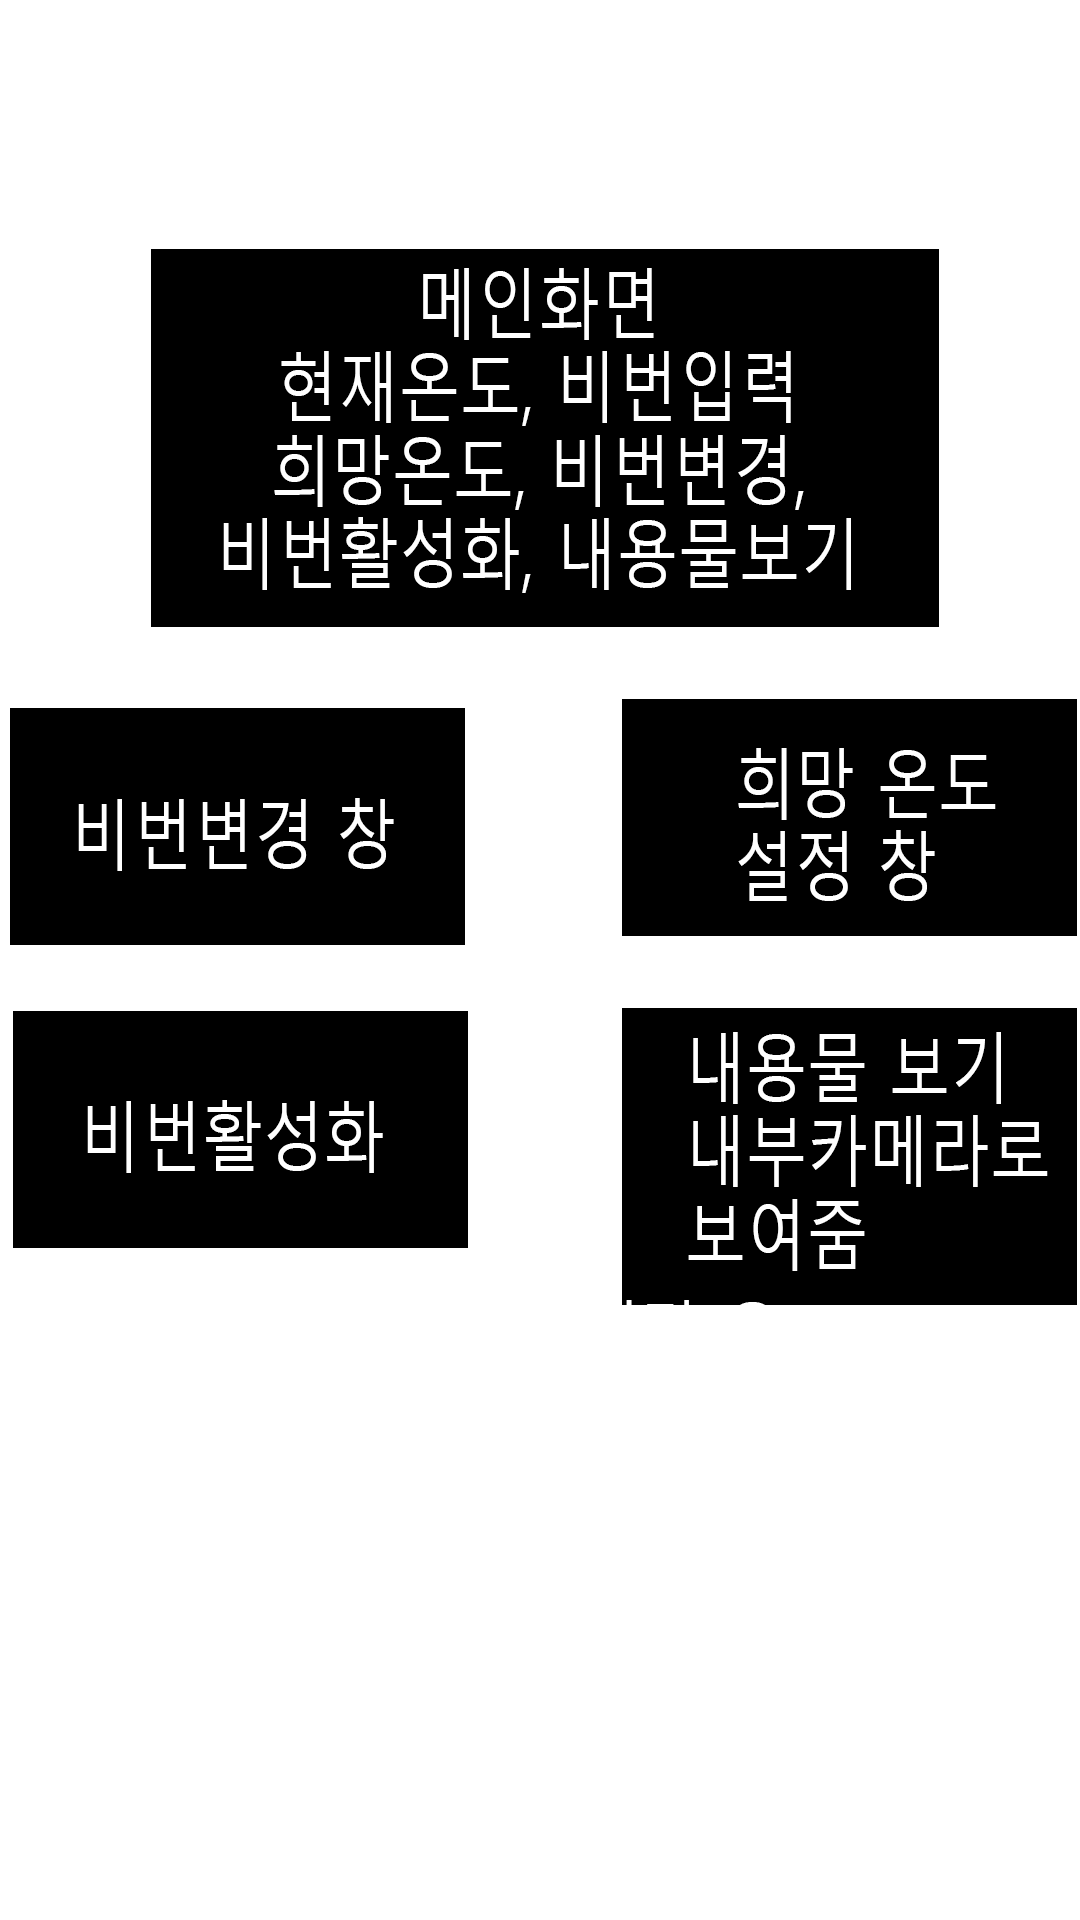 메인화면
현재온도, 비번입력
희망온도, 비번변경,
비번활성화, 내용물보기
비번변경 창
희망 온도
설정 창
비번활성화
내용물 보기
내부카메라로
보여줌